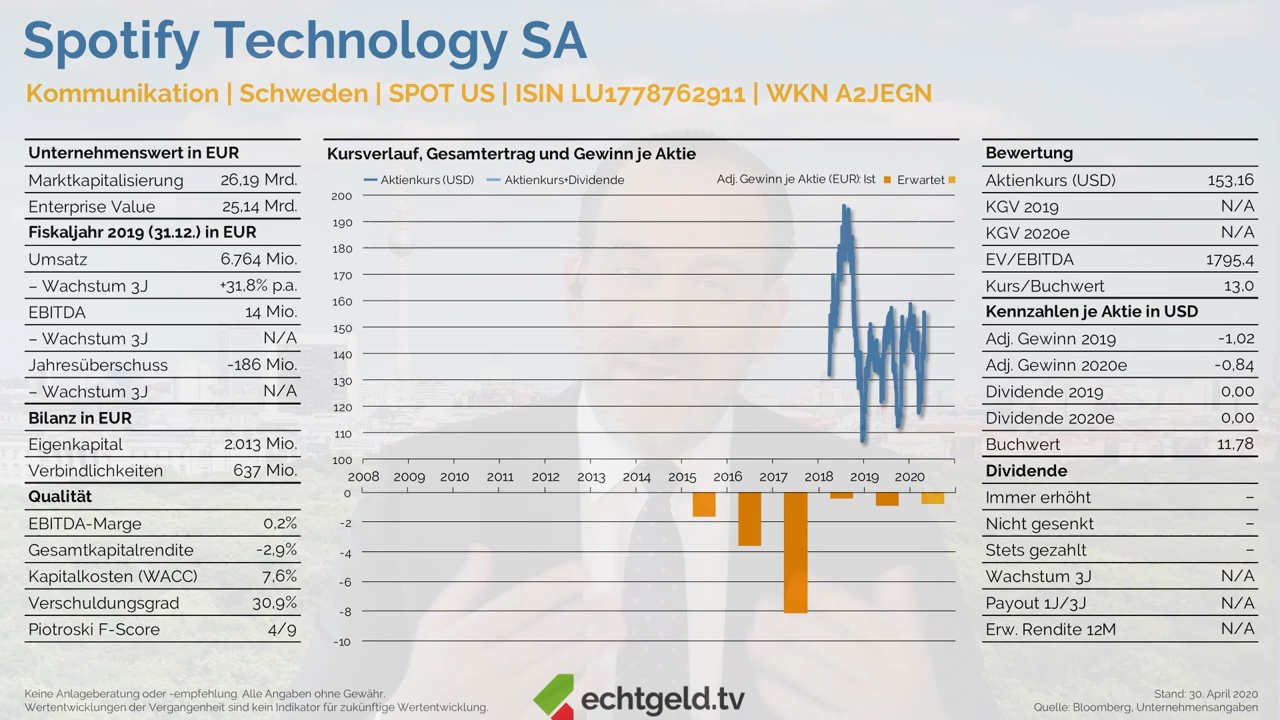 Spotify Technology SA
Kommunikation | Schweden | SPOT US | ISIN LU1778762911 | WKN A2JEGN
Unternehmenswert in EUR
Marktkapitalisierung 26,19 Mrd.
Enterprise Value 25,14 Mrd.
Fiskaljahr 2019 (31.12.) in EUR
Umsatz 6.764 Mio.
– Wachstum 3J +31,8% p.a.
EBITDA 14 Mio.
– Wachstum 3J N/A
Jahresüberschuss -186 Mio.
– Wachstum 3J N/A
Bilanz in EUR
Eigenkapital 2.013 Mio.
Verbindlichkeiten 637 Mio.
Qualität
EBITDA-Marge 0,2%
Gesamtkapitalrendite -2,9%
Kapitalkosten (WACC) 7,6%
Verschuldungsgrad 30,9%
Piotroski F-Score 4/9
Kursverlauf, Gesamtertrag und Gewinn je Aktie
Aktienkurs (USD) Aktienkurs+Dividende Adj. Gewinn je Aktie (EUR): Ist Erwartet
200
190
180
170
160
150
140
130
120
110
100
2008 2009 2010 2011 2012 2013 2014 2015 2016 2017 2018 2019 2020
0
-2
-4
-6
-8
-10
Bewertung
Aktienkurs (USD) 153,16
KGV 2019 N/A
KGV 2020e N/A
EV/EBITDA 1795,4
Kurs/Buchwert 13,0
Kennzahlen je Aktie in USD
Adj. Gewinn 2019 -1,02
Adj. Gewinn 2020e -0,84
Dividende 2019 0,00
Dividende 2020e 0,00
Buchwert 11,78
Dividende
Immer erhöht –
Nicht gesenkt –
Stets gezahlt –
Wachstum 3J N/A
Payout 1J/3J N/A
Erw. Rendite 12M N/A
Keine Anlageberatung oder -empfehlung. Alle Angaben ohne Gewähr.
Wertentwicklungen der Vergangenheit sind kein Indikator für zukünftige Wertentwicklung.
echtgeld.tv
Stand: 30. April 2020
Quelle: Bloomberg, Unternehmensangaben